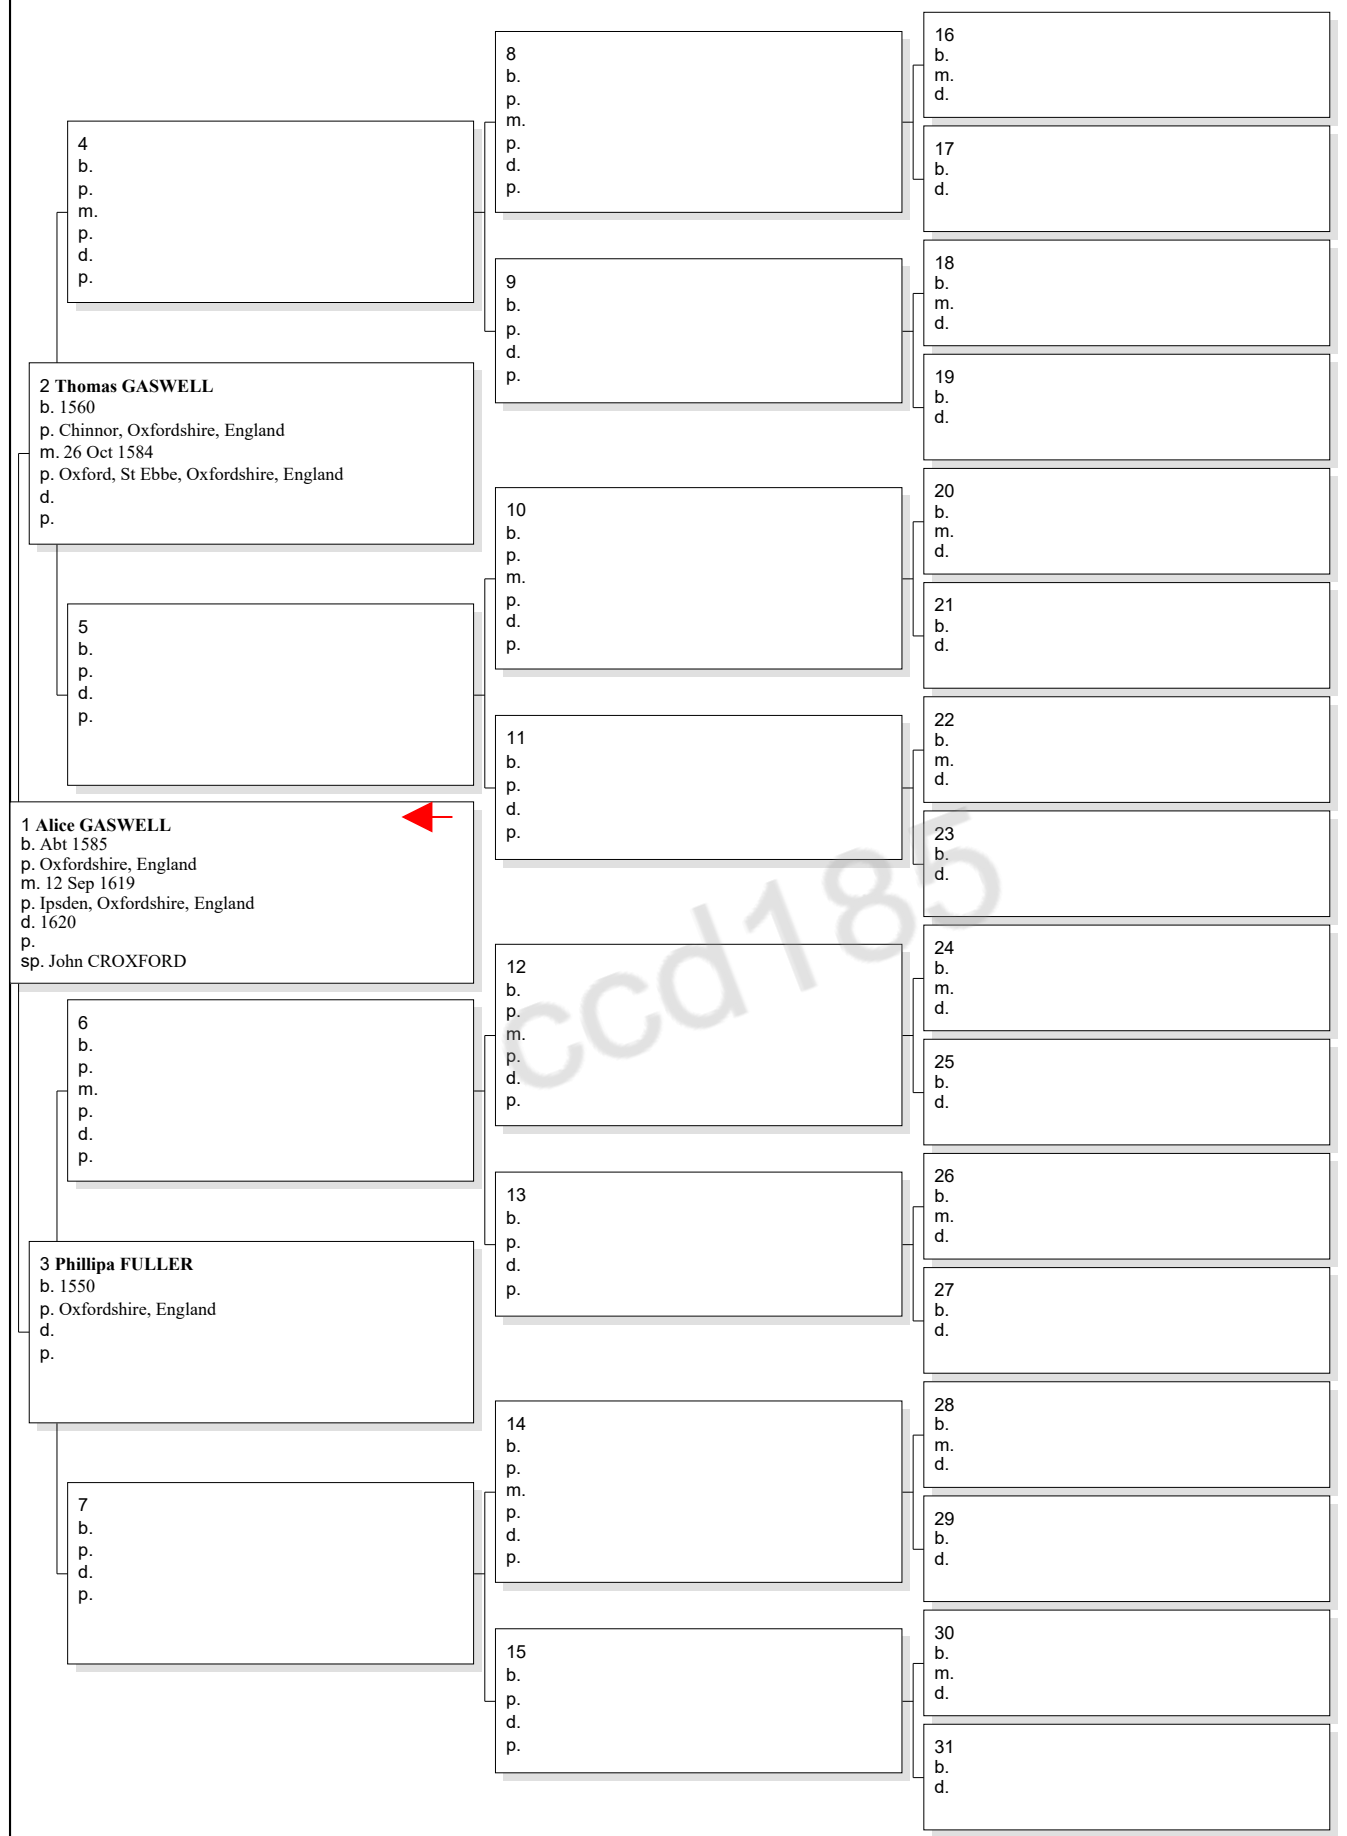 16
b.
m.
d.
8
b.
p.
m.
p.
d.
p.
17
b.
d.
4
b.
p.
m.
p.
d.
p.
18
b.
m.
d.
9
b.
p.
d.
p.
19
b.
d.
2 Thomas GASWELL
b. 1560
p. Chinnor, Oxfordshire, England
m. 26 Oct 1584
p. Oxford, St Ebbe, Oxfordshire, England
d.
p.
20
b.
m.
d.
10
b.
p.
m.
p.
d.
p.
21
b.
d.
5
b.
p.
d.
p.
22
b.
m.
d.
11
b.
p.
d.
p.
23
b.
d.
1 Alice GASWELL
b. Abt 1585
p. Oxfordshire, England
m. 12 Sep 1619
p. Ipsden, Oxfordshire, England
d. 1620
p.
sp. John CROXFORD
24
b.
m.
d.
12
b.
p.
m.
p.
d.
p.
25
b.
d.
6
b.
p.
m.
p.
d.
p.
26
b.
m.
d.
13
b.
p.
d.
p.
27
b.
d.
3 Phillipa FULLER
b. 1550
p. Oxfordshire, England
d.
p.
28
b.
m.
d.
14
b.
p.
m.
p.
d.
p.
29
b.
d.
7
b.
p.
d.
p.
30
b.
m.
d.
15
b.
p.
d.
p.
31
b.
d.
ccd185